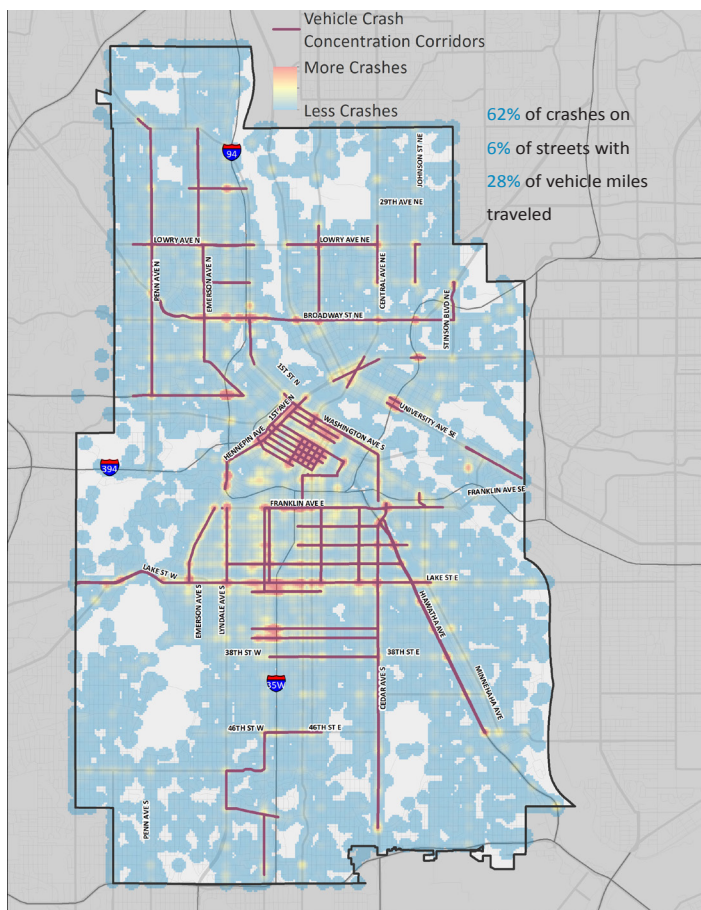 Vehicle Crash
Concentration Corridors
More Crashes
Less Crashes
62% of crashes on
6% of streets with
28% of vehicle miles
traveled
94
JOHNSON ST NE
29TH AVE NE
LOWRY AVE N
LOWRY AVE NE
PENN AVE N
EMERSON AVE N
CENTRAL AVE NE
STINSON BLVD NE
BROADWAY ST NE
1ST ST N
1ST AVE N
HENNEPIN AVE
WASHINGTON AVE S
UNIVERSITY AVE SE
394
FRANKLIN AVE SE
FRANKLIN AVE E
LAKE ST W
LAKE ST E
EMERSON AVE S
LYNDALE AVE S
HIAWATHA AVE
38TH ST W
38TH ST E
MINNEHAHA AVE
35W
CEDAR AVE S
46TH ST W
46TH ST E
PENN AVE S